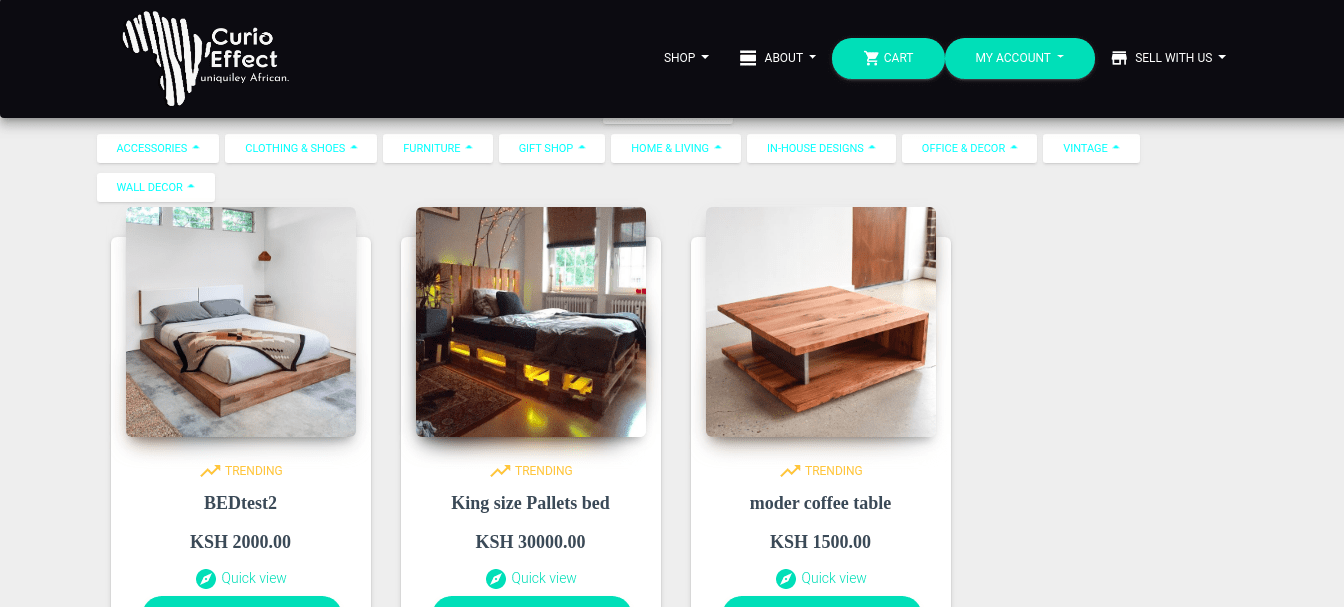 Curio
Effect
uniquiley African.
SHOP
ABOUT
CART
MY ACCOUNT
SELL WITH US
ACCESSORIES
CLOTHING & SHOES
FURNITURE
GIFT SHOP
HOME & LIVING
IN-HOUSE DESIGNS
OFFICE & DECOR
VINTAGE
WALL DECOR
TRENDING
BEDtest2
KSH 2000.00
Quick view
TRENDING
King size Pallets bed
KSH 30000.00
Quick view
TRENDING
moder coffee table
KSH 1500.00
Quick view